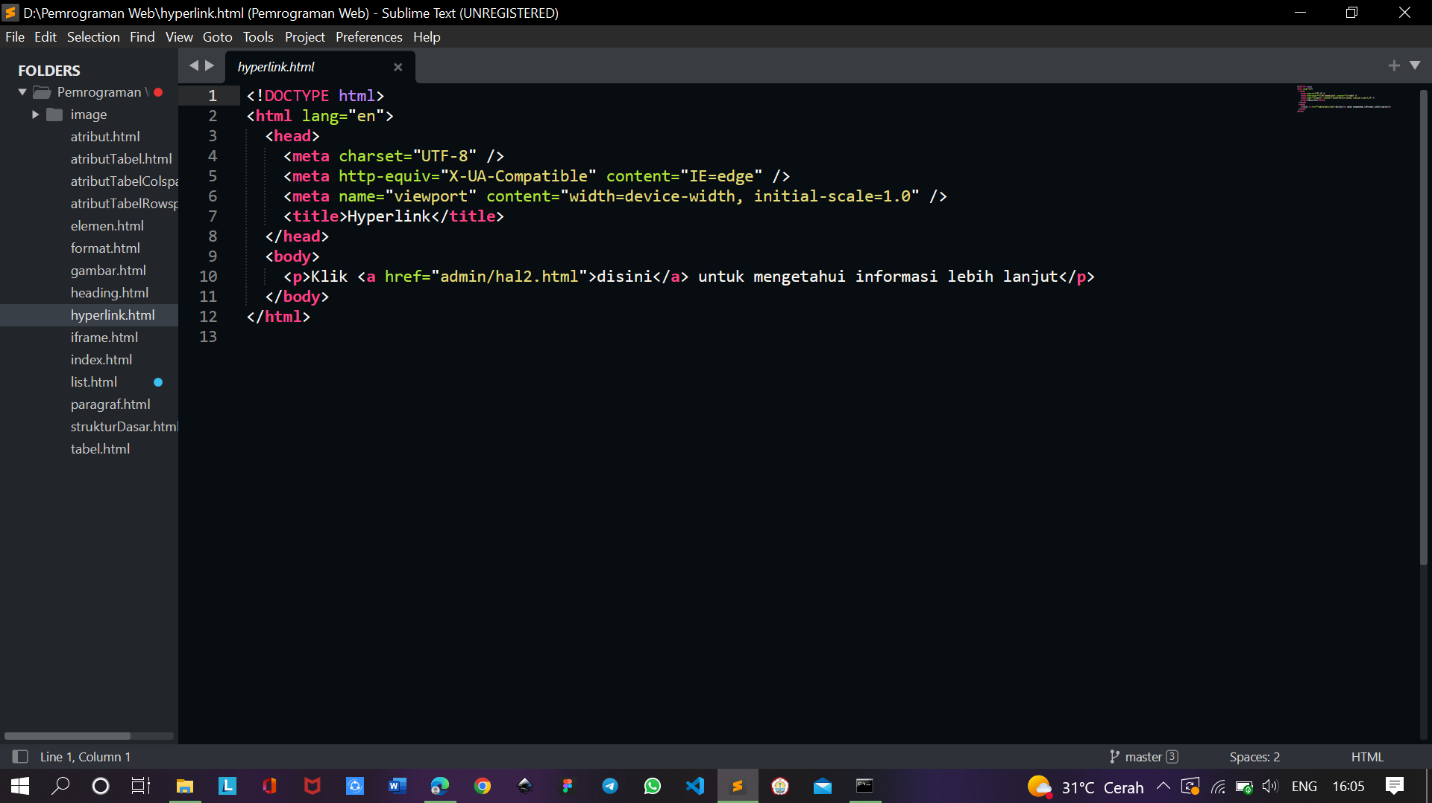 D:\Pemrograman Web\hyperlink.html (Pemrograman Web) - Sublime Text (UNREGISTERED)
File Edit Selection Find View Goto Tools Project Preferences Help
FOLDERS
Pemrograman \
image
atribut.html
atributTabel.html
atributTabelColspa
atributTabelRowsp
elemen.html
format.html
gambar.html
heading.html
hyperlink.html
iframe.html
index.html
list.html
paragraf.html
strukturDasar.html
tabel.html
hyperlink.html
1 <!DOCTYPE html>
2 <html lang="en">
3 <head>
4 <meta charset="UTF-8" />
5 <meta http-equiv="X-UA-Compatible" content="IE=edge" />
6 <meta name="viewport" content="width=device-width, initial-scale=1.0" />
7 <title>Hyperlink</title>
8 </head>
9 <body>
10 <p>Klik <a href="admin/hal2.html">disini</a> untuk mengetahui informasi lebih lanjut</p>
11 </body>
12 </html>
13
Line 1, Column 1
master 3
Spaces: 2
HTML
31°C Cerah
ENG
16:05